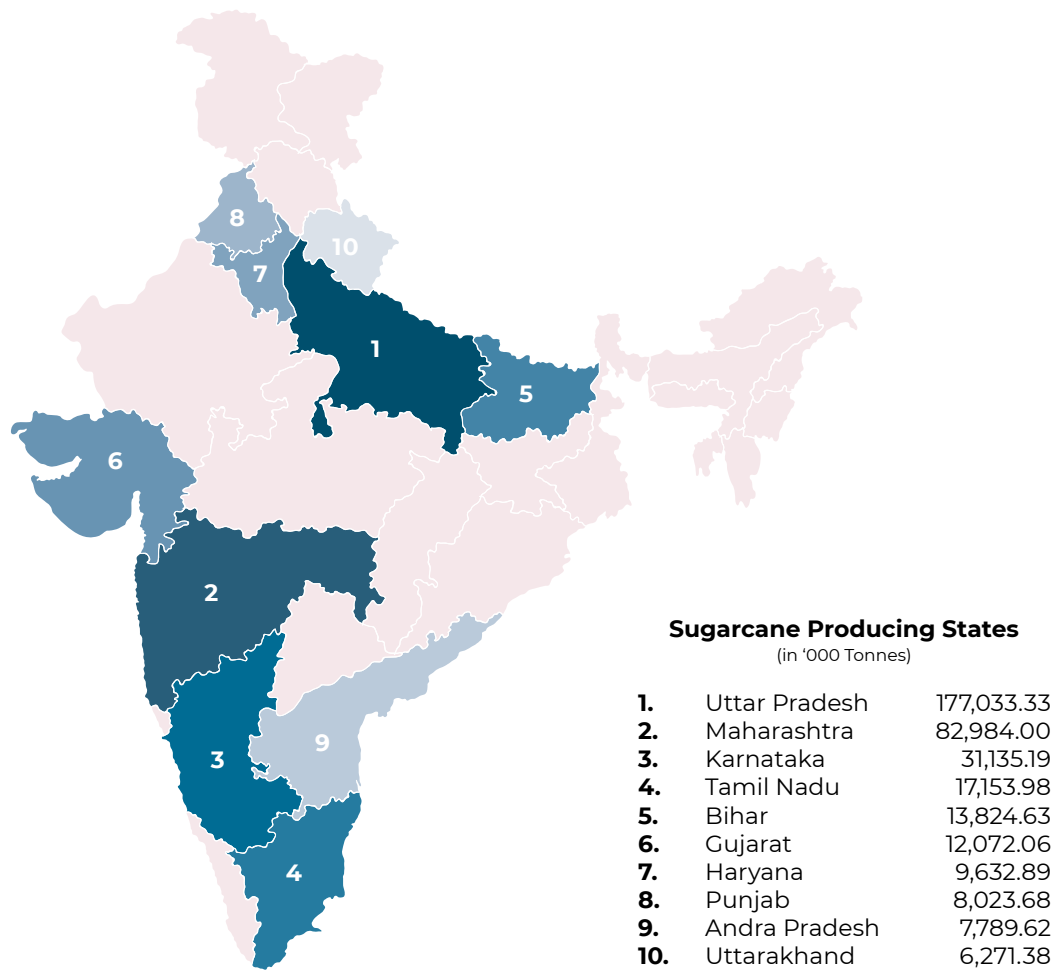 8
10
7
1
5
6
2
3
9
4
Sugarcane Producing States
(in ‘000 Tonnes)
1. Uttar Pradesh 177,033.33
2. Maharashtra 82,984.00
3. Karnataka 31,135.19
4. Tamil Nadu 17,153.98
5. Bihar 13,824.63
6. Gujarat 12,072.06
7. Haryana 9,632.89
8. Punjab 8,023.68
9. Andra Pradesh 7,789.62
10. Uttarakhand 6,271.38